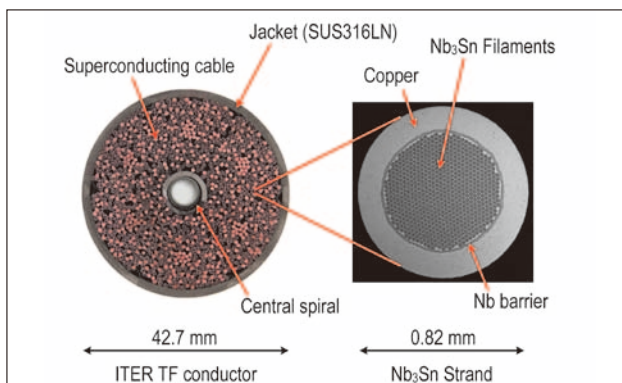 Jacket (SUS316LN)
Superconducting cable
Nb₃Sn Filaments
Copper
Central spiral
Nb barrier
42.7 mm
0.82 mm
ITER TF conductor
Nb₃Sn Strand